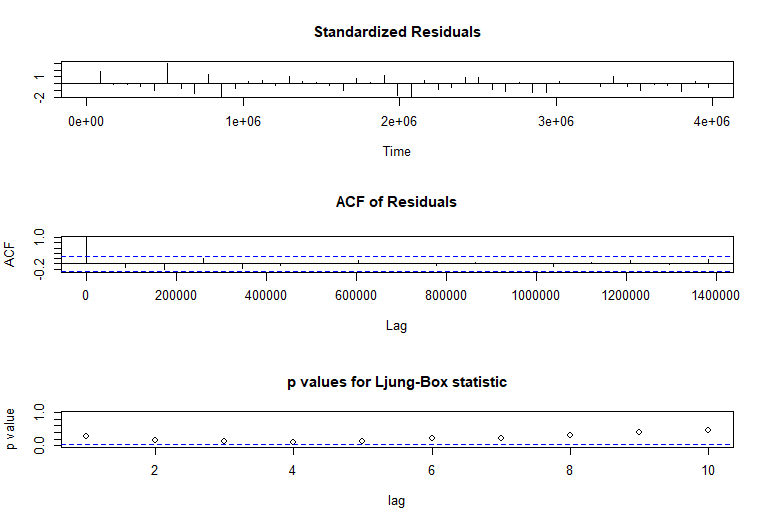 Standardized Residuals
1
-2
0e+00 1e+06 2e+06 3e+06 4e+06
Time
ACF of Residuals
ACF
1.0
-0.2
0 200000 400000 600000 800000 1000000 1200000 1400000
Lag
p values for Ljung-Box statistic
p value
1.0
0.0
2 4 6 8 10
lag